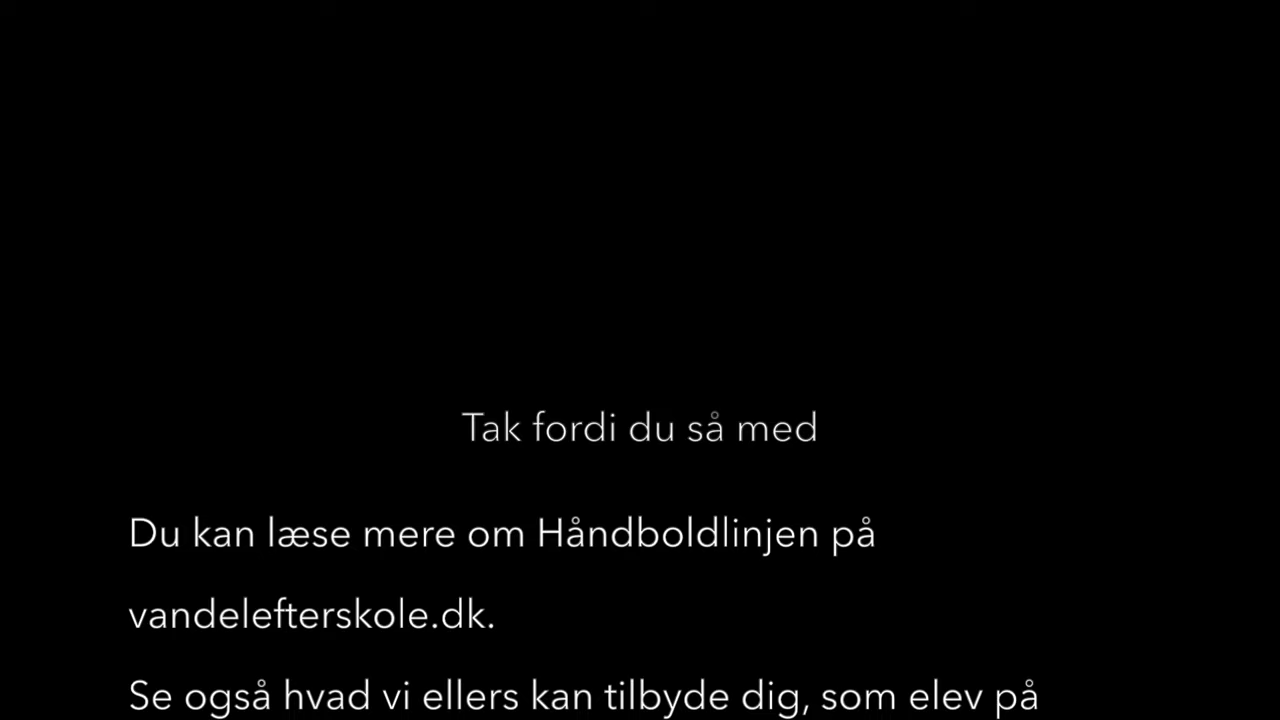 Tak fordi du så med
Du kan læse mere om Håndboldlinjen på
vandelefterskole.dk.
Se også hvad vi ellers kan tilbyde dig, som elev på